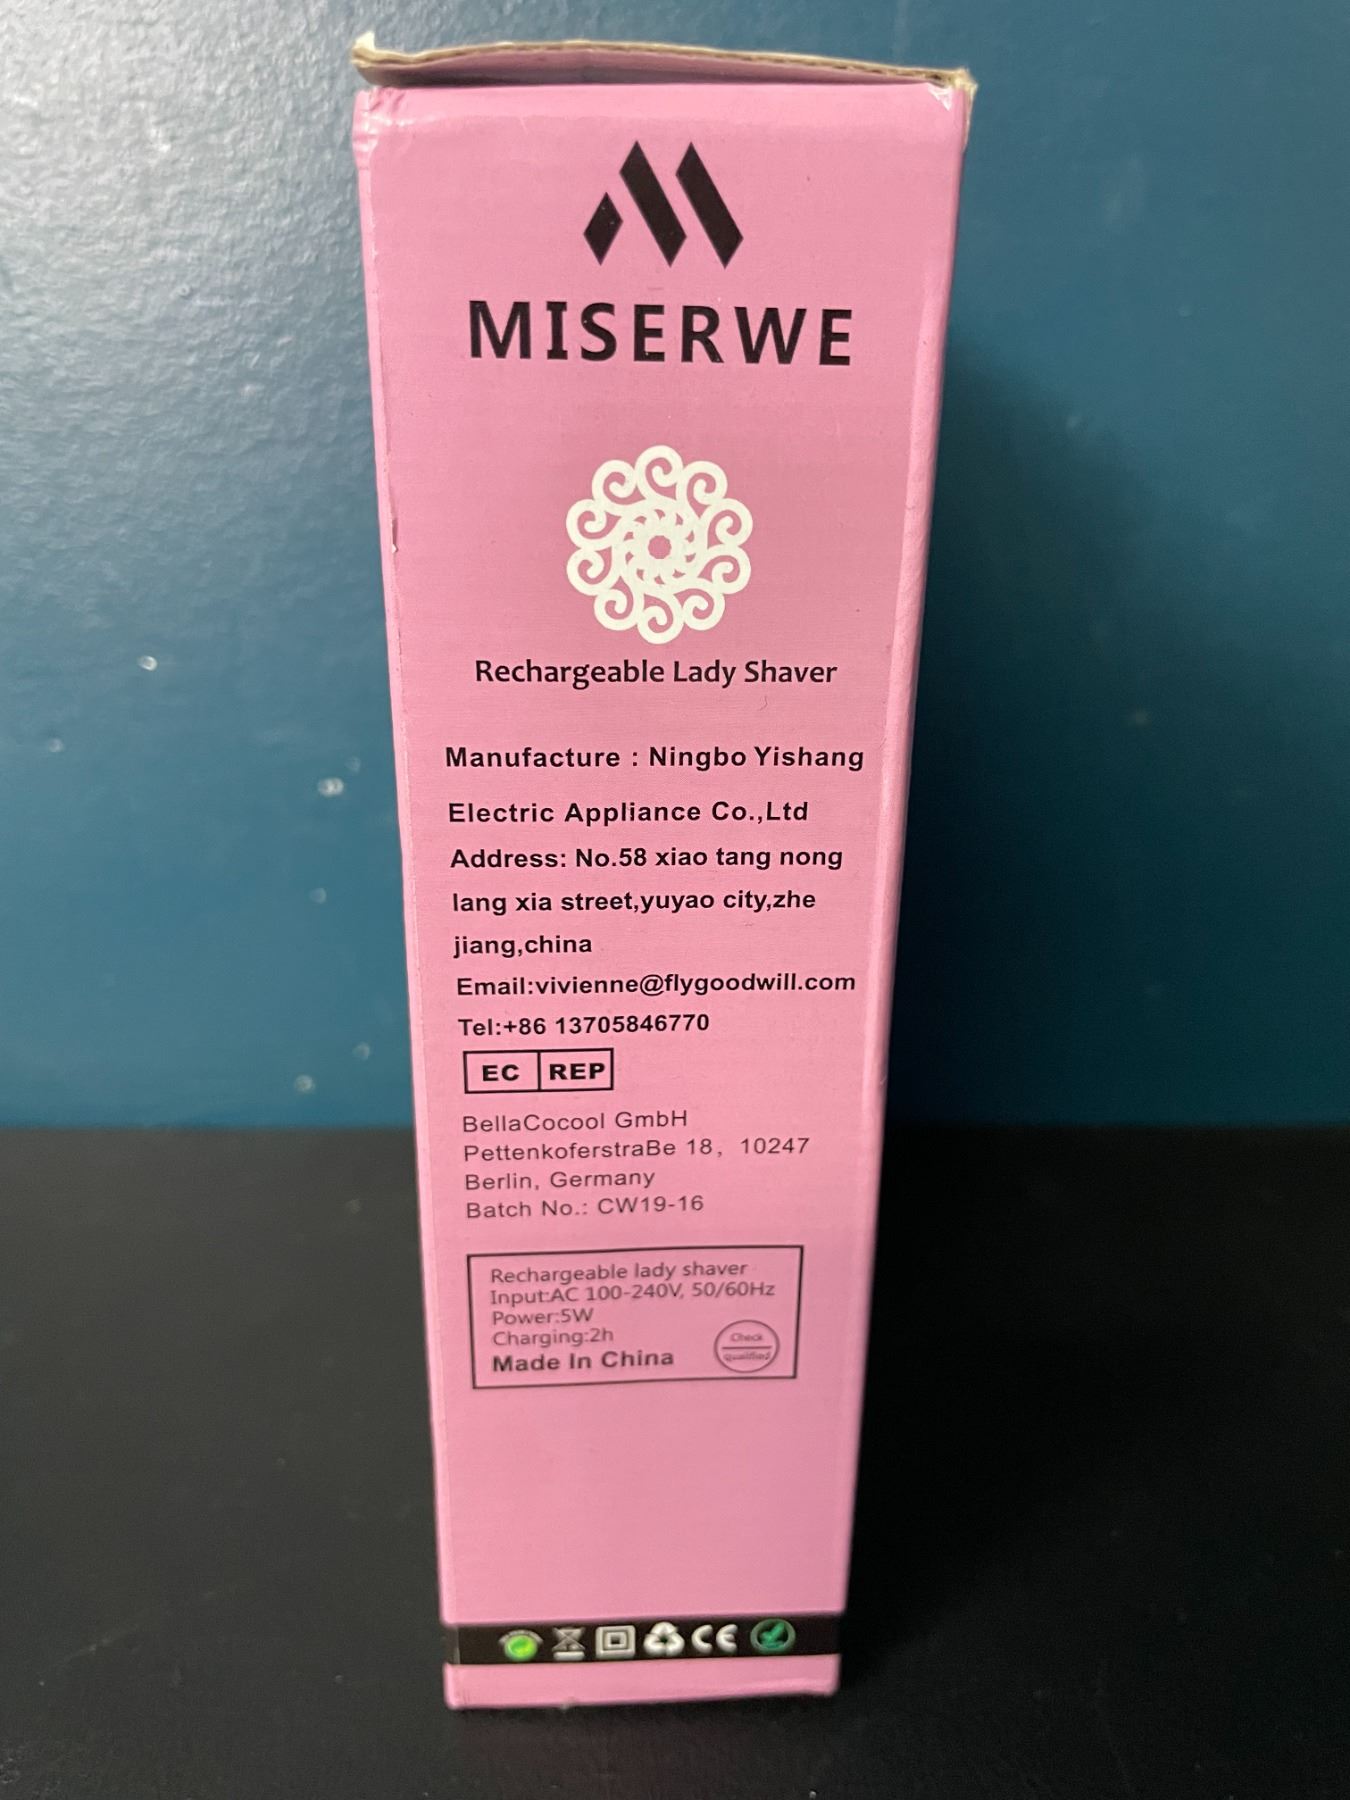 MISERWE
Rechargeable Lady Shaver
Manufacture : Ningbo Yishang
Electric Appliance Co.,Ltd
Address: No.58 xiao tang nong
lang xia street,yuyao city,zhe
jiang,china
Email:vivienne@flygoodwill.com
Tel:+86 13705846770
EC REP
BellaCocool GmbH
PettenkoferstraBe 18, 10247
Berlin, Germany
Batch No.: CW19-16
Rechargeable lady shaver
Input:AC 100-240V, 50/60Hz
Power:5W
Charging:2h
Made In China
Check
Qualified
CE